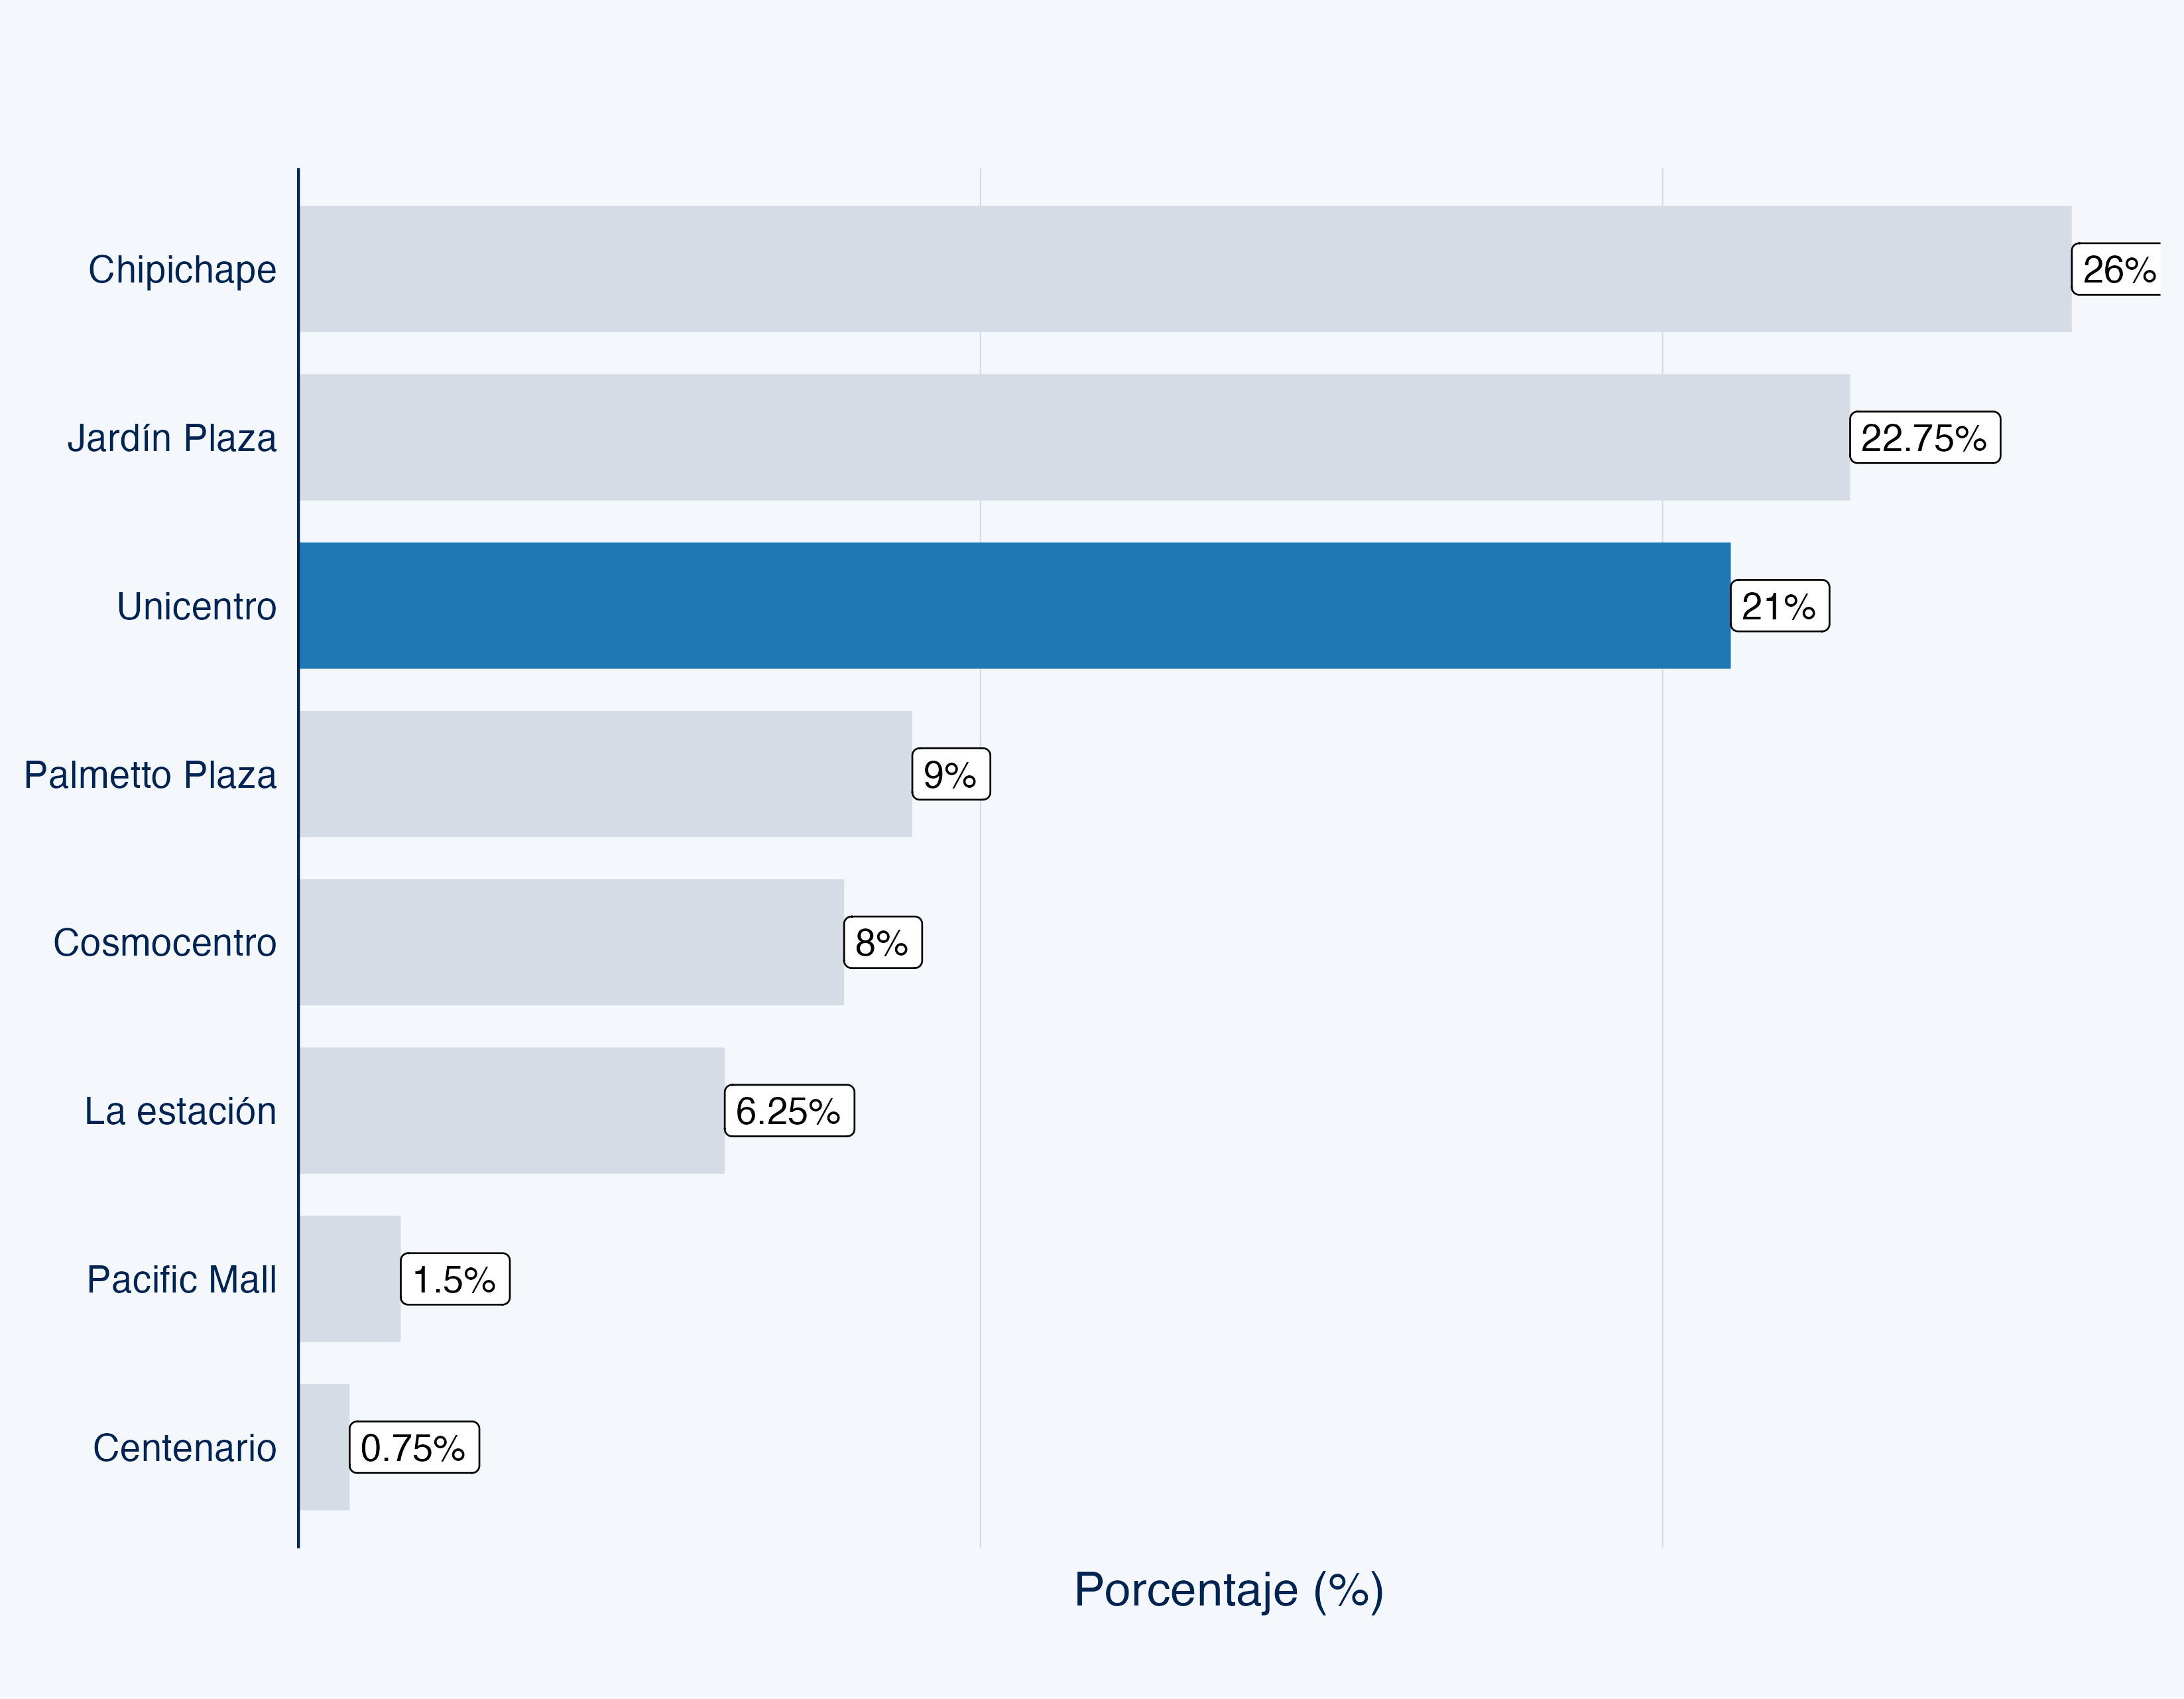 Chipichape 26%
Jardín Plaza 22.75%
Unicentro 21%
Palmetto Plaza 9%
Cosmocentro 8%
La estación 6.25%
Pacific Mall 1.5%
Centenario 0.75%
Porcentaje (%)